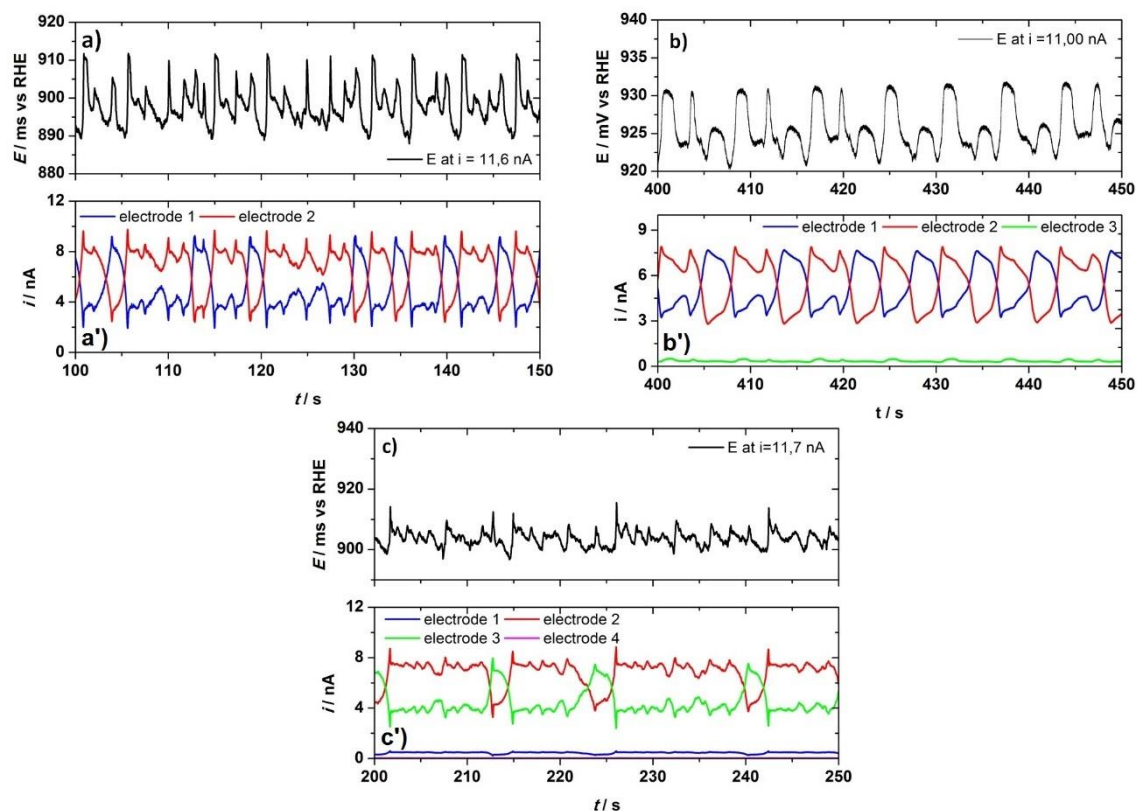 a)
920
910
900
890
880
E / ms vs RHE
E at i = 11,6 nA
electrode 1 electrode 2
12
8
4
0
i / nA
a')
100 110 120 130 140 150
t / s
b)
940
935
930
925
920
E / mV vs RHE
E at i =11,00 nA
400 410 420 430 440 450
electrode 1 electrode 2 electrode 3
9
6
3
0
i / nA
b')
400 410 420 430 440 450
t / s
c)
940
920
900
E / ms vs RHE
E at i=11,7 nA
electrode 1 electrode 2
electrode 3 electrode 4
12
8
4
0
i / nA
c')
200 210 220 230 240 250
t / s